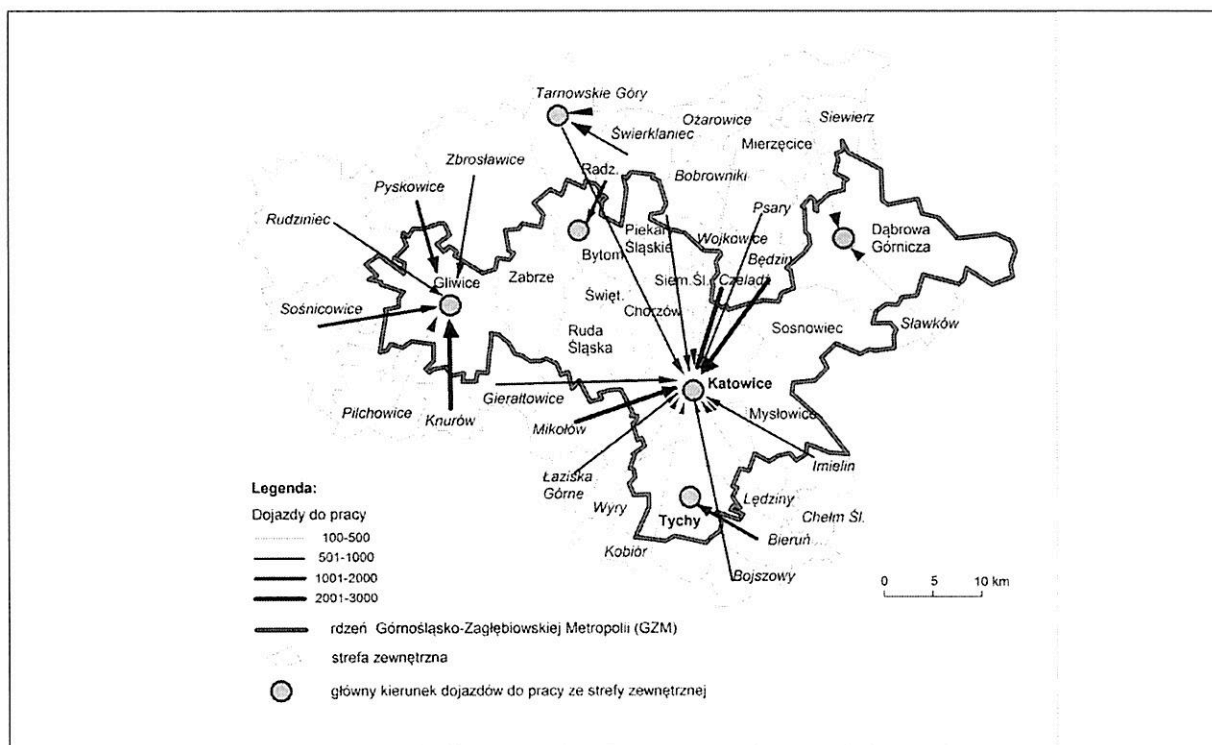 Tarnowskie Góry
Siewierz
Ożarowice
Świerklaniec
Mierzęcice
Zbrosławice
Radz.
Bobrowniki
Pyskowice
Psary
Rudziniec
Piekary
Śląskie
Wojkowice
Dąbrowa
Górnicza
Bytom
Będzin
Gliwice
Zabrze
Siem. Śl.
Czeladź
Święt.
Chorzów
Sośnicowice
Sosnowiec
Sławków
Ruda
Śląska
Katowice
Gierałtowice
Pilchowice
Knurów
Mysłowice
Mikołów
Imielin
Łaziska
Górne
Legenda:
Wyry
Lędziny
Chełm Śl.
Dojazdy do pracy
Tychy
100-500
Bieruń
Kobiór
501-1000
Bojszowy
0 5 10 km
1001-2000
2001-3000
rdzeń Górnośląsko-Zagłębiowskiej Metropolii (GZM)
strefa zewnętrzna
główny kierunek dojazdów do pracy ze strefy zewnętrznej